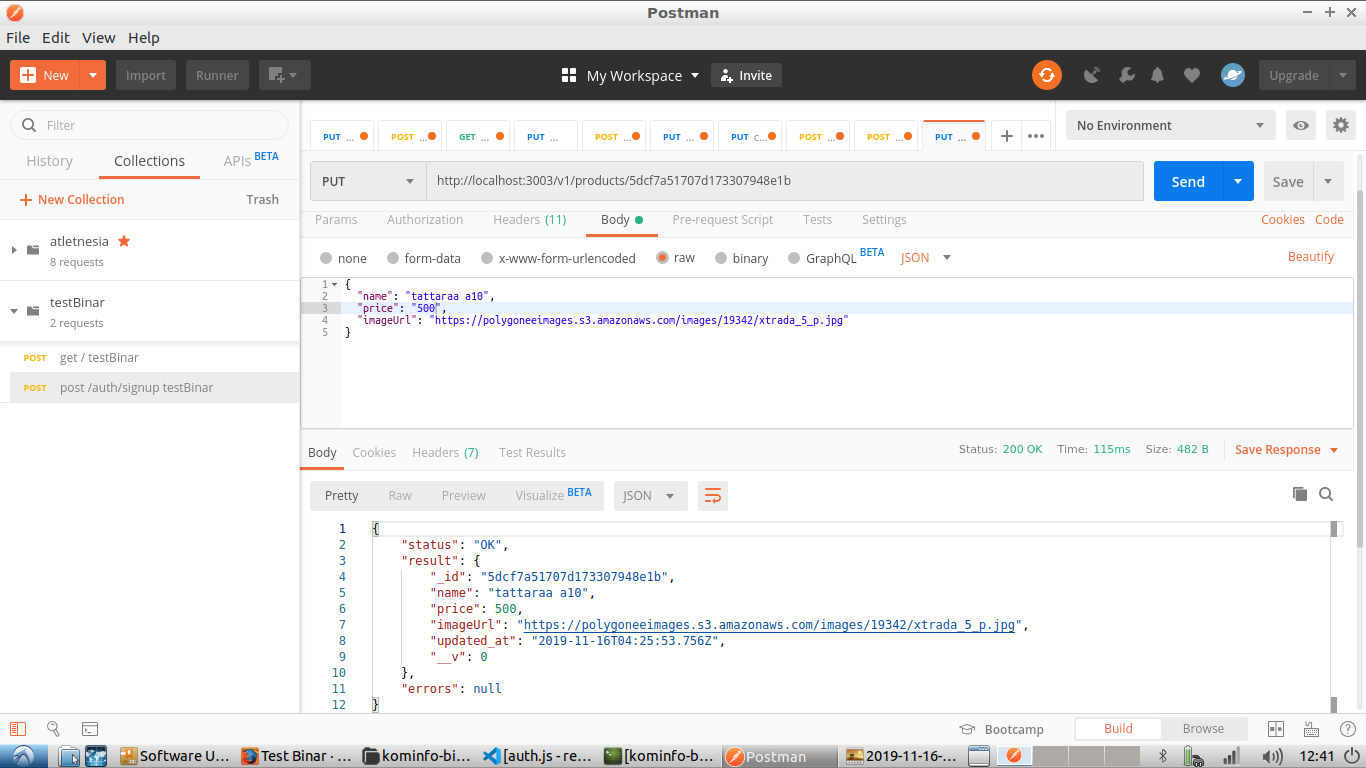 Postman
File Edit View Help
New Import Runner My Workspace Invite Upgrade
Filter
History Collections APIs BETA
New Collection Trash
atletnesia
8 requests
testBinar
2 requests
POST get / testBinar
POST post /auth/signup testBinar
PUT ... POST ... GET ... PUT ... POST ... PUT ... PUT c... POST ... POST ... PUT ... No Environment
PUT http://localhost:3003/v1/products/5dcf7a51707d173307948e1b Send Save
Params Authorization Headers (11) Body Pre-request Script Tests Settings Cookies Code
none form-data x-www-form-urlencoded raw binary GraphQL BETA JSON Beautify
1 {
2 "name": "tattaraa a10",
3 "price": "500",
4 "imageUrl": "https://polygoneeimages.s3.amazonaws.com/images/19342/xtrada_5_p.jpg"
5 }
Body Cookies Headers (7) Test Results Status: 200 OK Time: 115ms Size: 482 B Save Response
Pretty Raw Preview Visualize BETA JSON
1 {
2 "status": "OK",
3 "result": {
4 "_id": "5dcf7a51707d173307948e1b",
5 "name": "tattaraa a10",
6 "price": 500,
7 "imageUrl": "https://polygoneeimages.s3.amazonaws.com/images/19342/xtrada_5_p.jpg",
8 "updated_at": "2019-11-16T04:25:53.756Z",
9 "__v": 0
10 },
11 "errors": null
12 }
Bootcamp Build Browse
Software U... Test Binar - ... kominfo-bi... [auth.js - re... [kominfo-b... Postman 2019-11-16-... 12:41